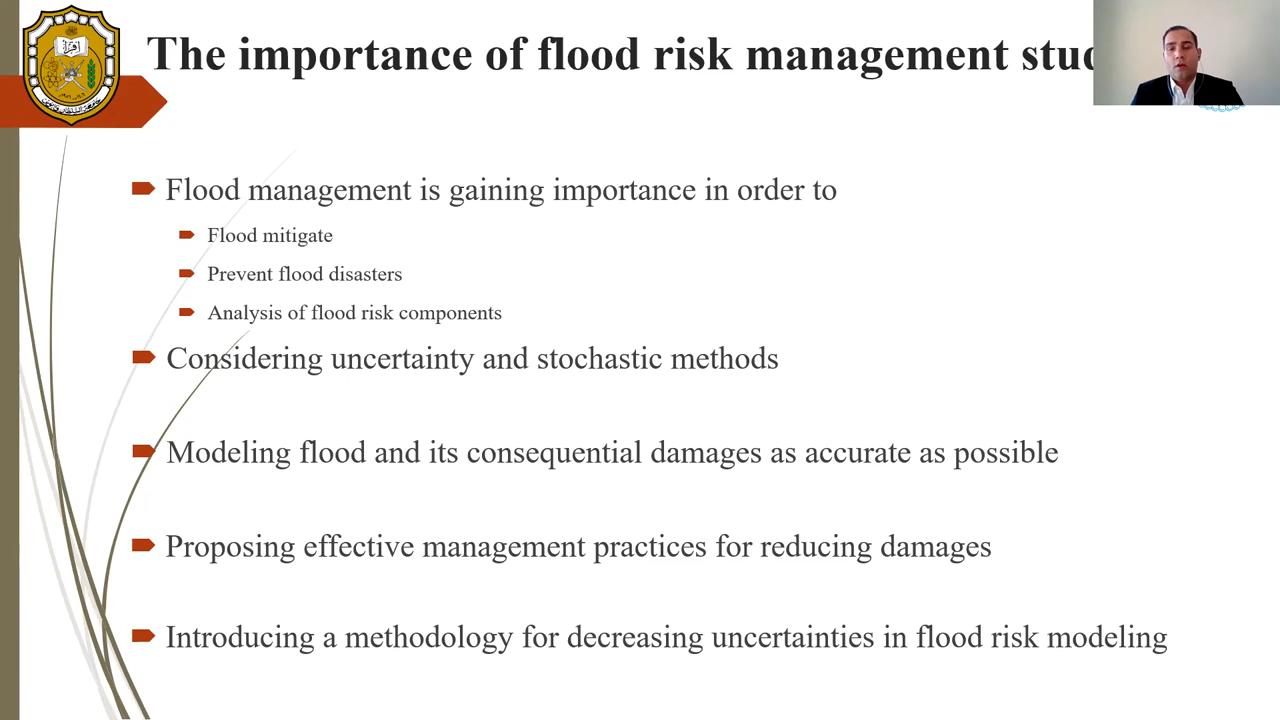 The importance of flood risk management stu
Flood management is gaining importance in order to
Flood mitigate
Prevent flood disasters
Analysis of flood risk components
Considering uncertainty and stochastic methods
Modeling flood and its consequential damages as accurate as possible
Proposing effective management practices for reducing damages
Introducing a methodology for decreasing uncertainties in flood risk modeling